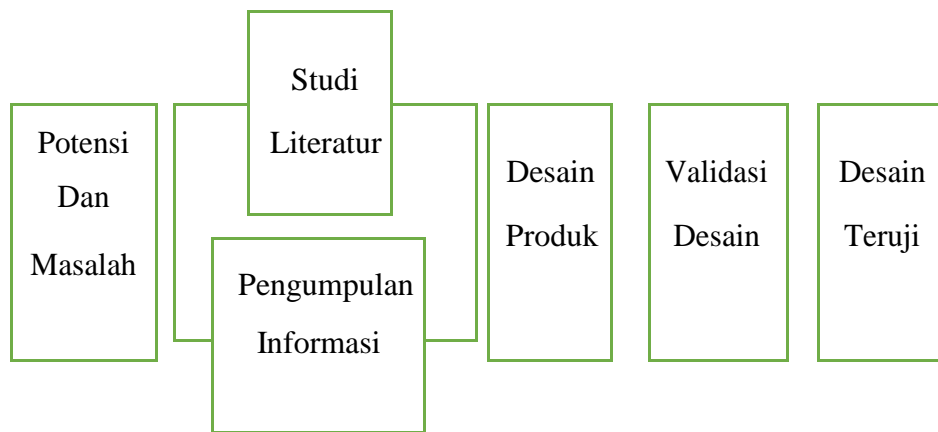 Potensi
Dan
Masalah
Studi
Literatur
Pengumpulan
Informasi
Desain
Produk
Validasi
Desain
Desain
Teruji